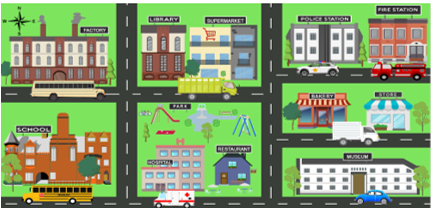 FACTORY
LIBRARY
SUPERMARKET
POLICE STATION
FIRE STATION
SCHOOL
PARK
HOSPITAL
RESTAURANT
BAKERY
STORE
MUSEUM